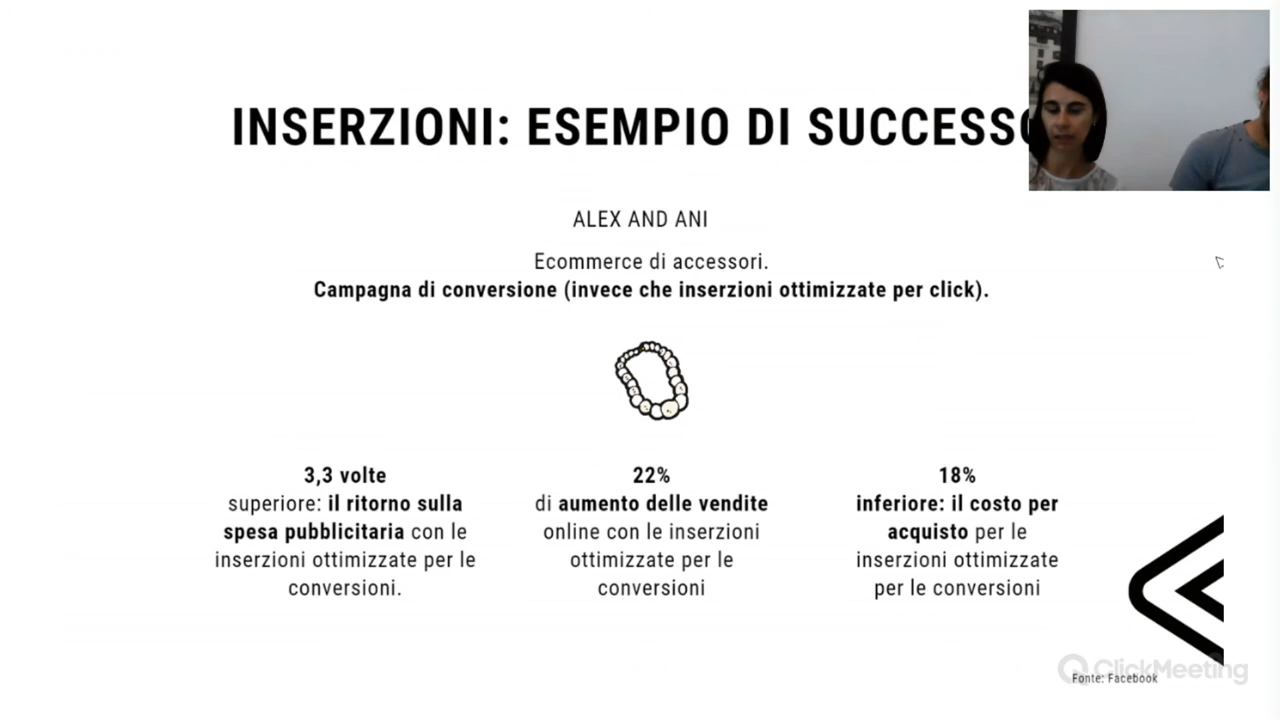 INSERZIONI: ESEMPIO DI SUCCESSO
ALEX AND ANI
Ecommerce di accessori.
Campagna di conversione (invece che inserzioni ottimizzate per click).
3,3 volte
superiore: il ritorno sulla
spesa pubblicitaria con le
inserzioni ottimizzate per le
conversioni.
22%
di aumento delle vendite
online con le inserzioni
ottimizzate per le
conversioni
18%
inferiore: il costo per
acquisto per le
inserzioni ottimizzate
per le conversioni
ClickMeeting
Fonte: Facebook